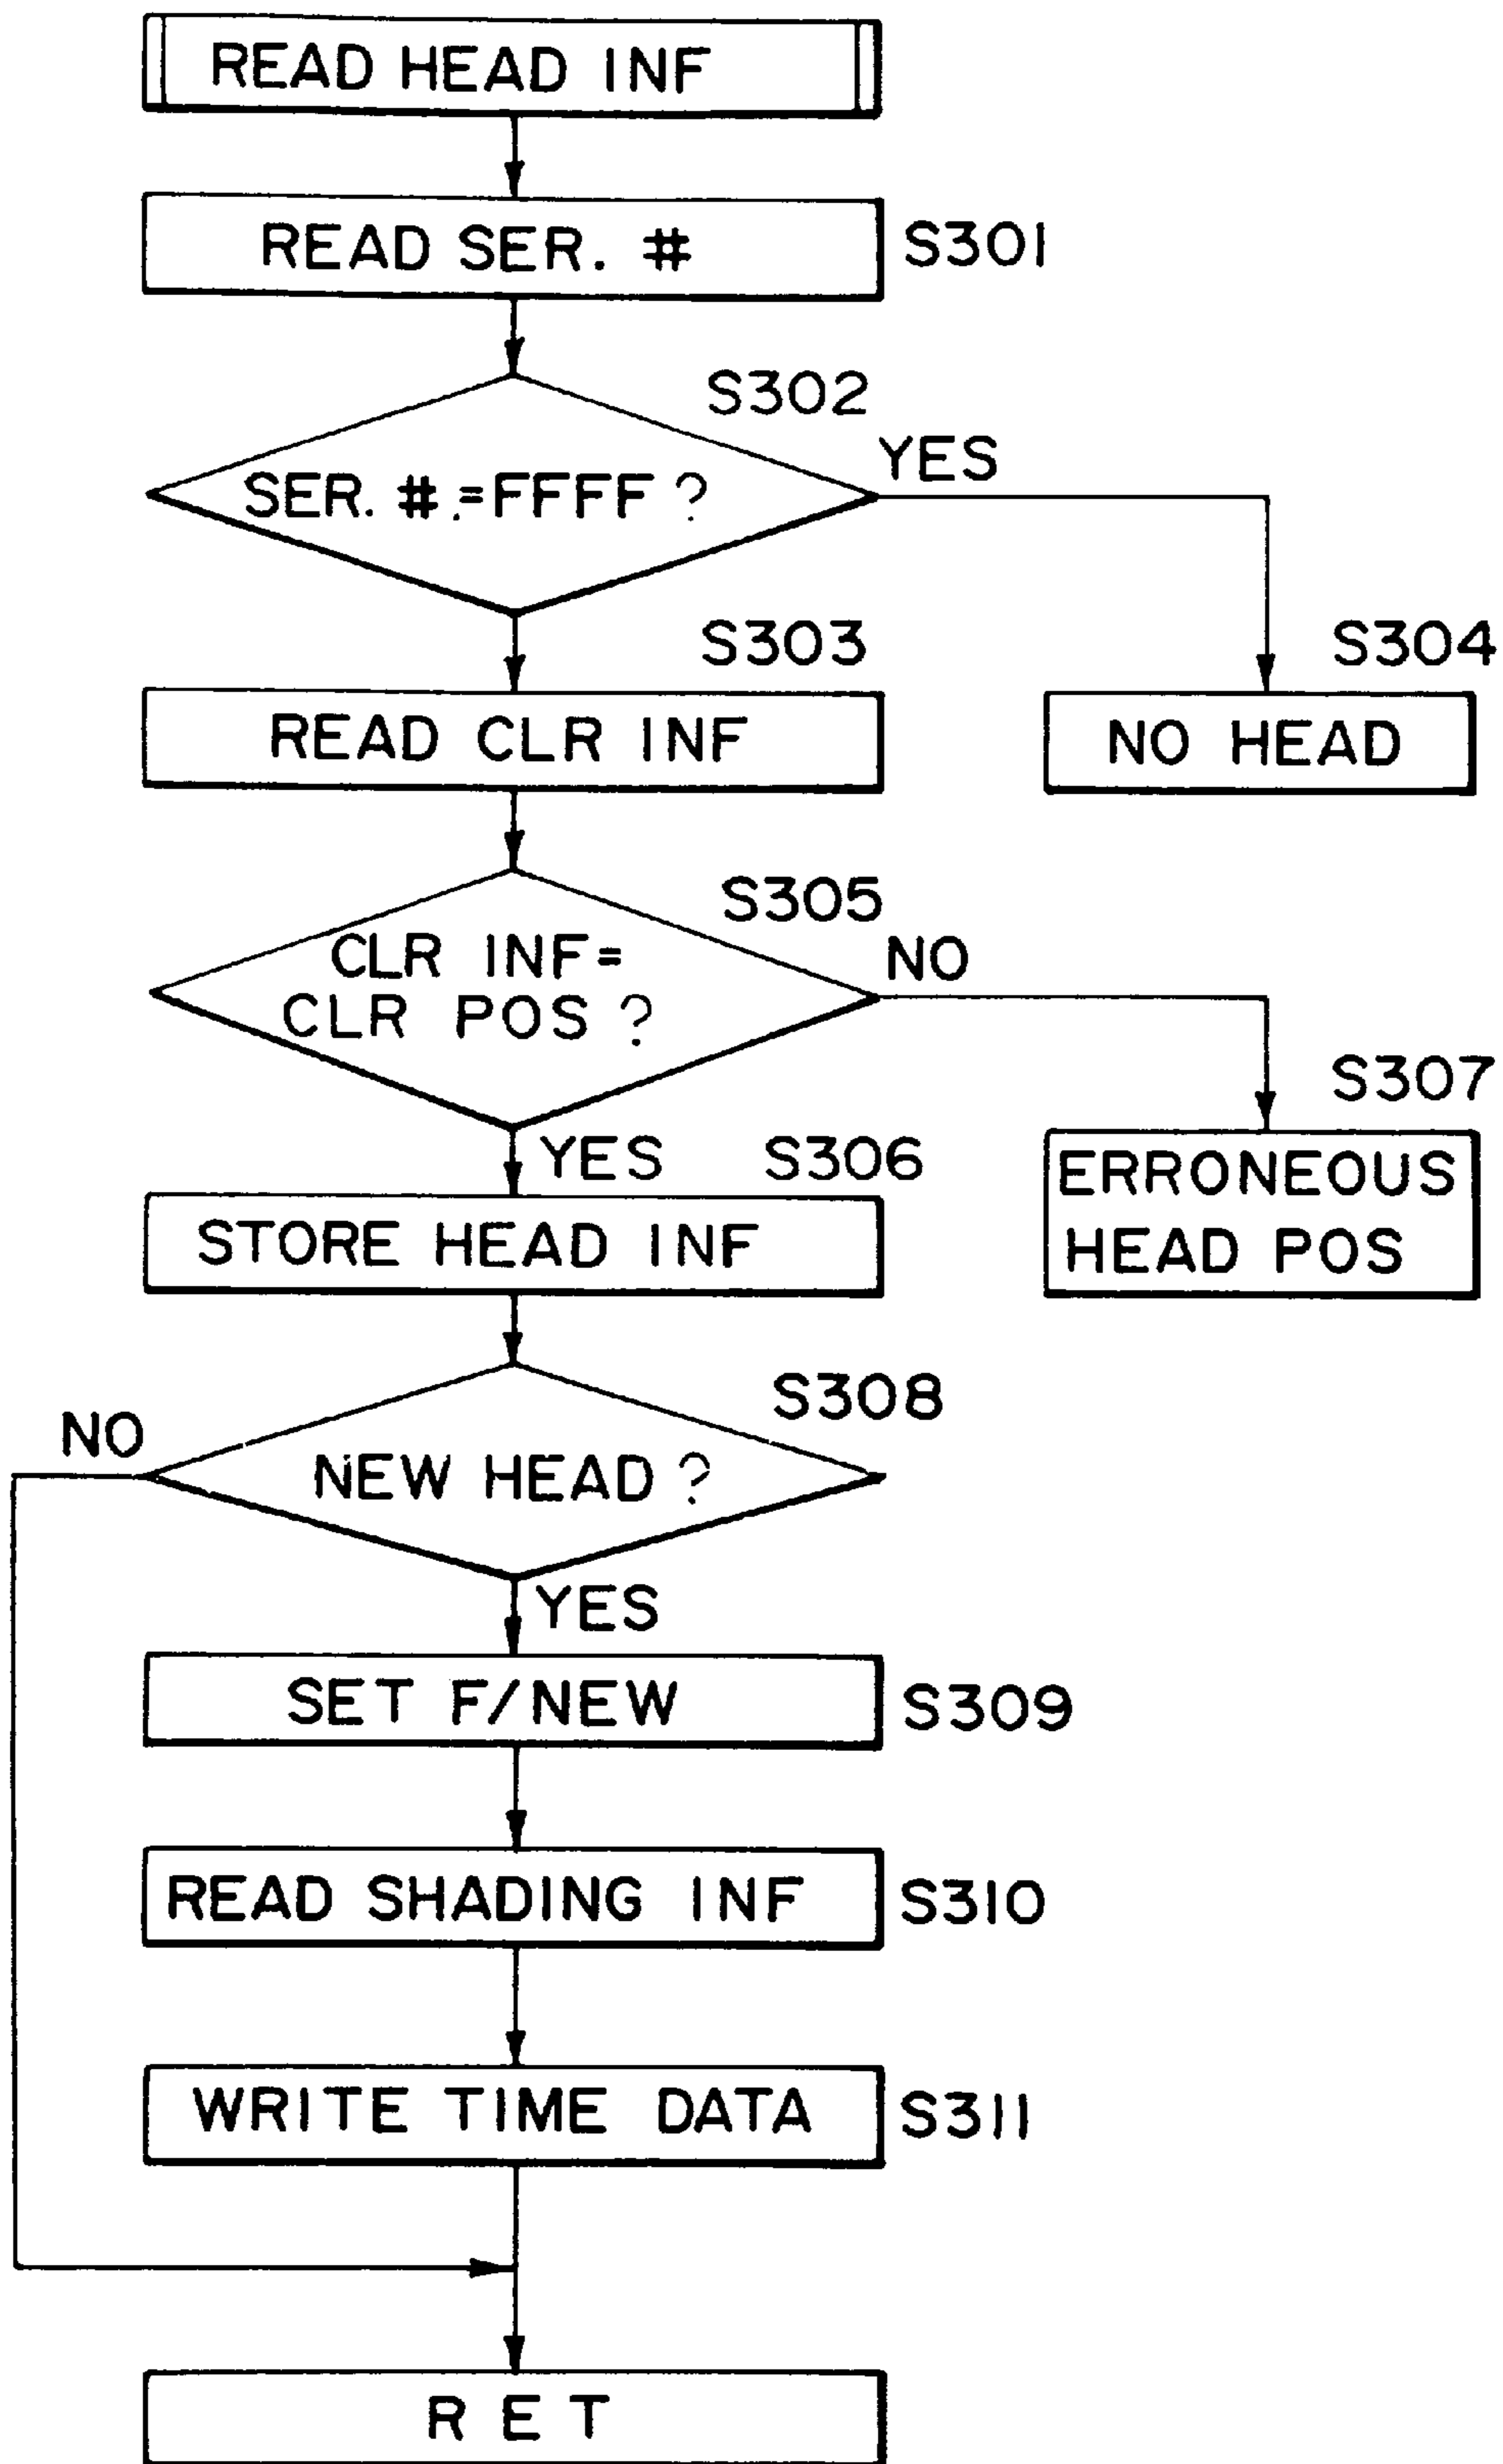 READ HEAD INF
READ SER. #
S301
S302
SER. #.=FFFF?
YES
S303
S304
READ CLR INF
NO HEAD
S305
CLR INF=
CLR POS?
NO
S307
ERRONEOUS
HEAD POS
YES
S306
STORE HEAD INF
S308
NO
NEW HEAD?
YES
SET F/NEW
S309
READ SHADING INF
S310
WRITE TIME DATA
S311
RET